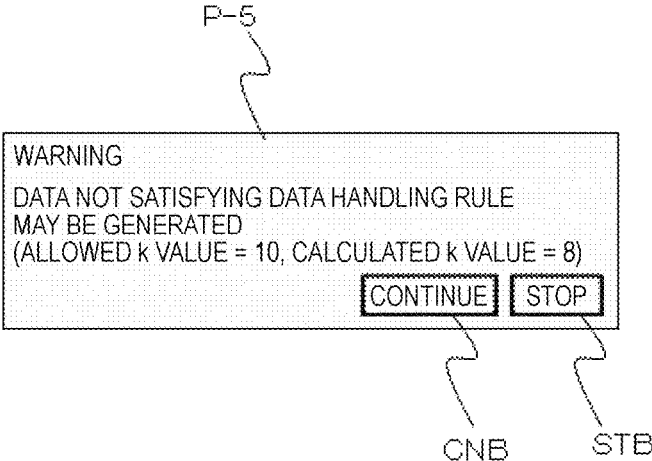 P-5
WARNING
DATA NOT SATISFYING DATA HANDLING RULE
MAY BE GENERATED
(ALLOWED k VALUE = 10, CALCULATED k VALUE = 8)
CONTINUE STOP
CNB STB